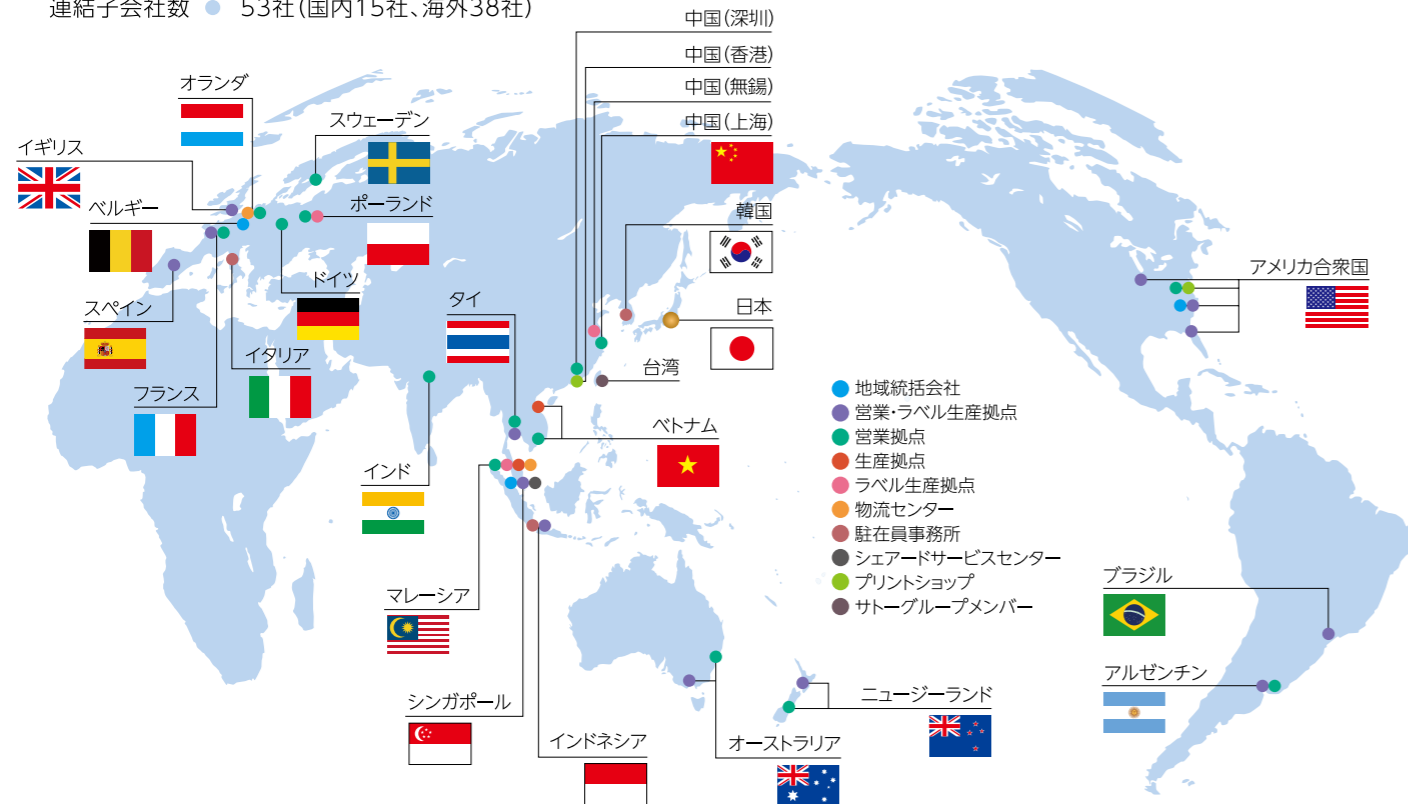 連結子会社数 ● 53社(国内15社、海外38社)
中国(深圳)
中国(香港)
中国(無錫)
中国(上海)
オランダ
スウェーデン
イギリス
ベルギー
ポーランド
韓国
アメリカ合衆国
ドイツ
タイ
スペイン
日本
イタリア
台湾
フランス
ベトナム
インド
地域統括会社
営業・ラベル生産拠点
営業拠点
生産拠点
ラベル生産拠点
物流センター
駐在員事務所
シェアードサービスセンター
プリントショップ
サトーグループメンバー
マレーシア
ブラジル
アルゼンチン
シンガポール
ニュージーランド
インドネシア
オーストラリア